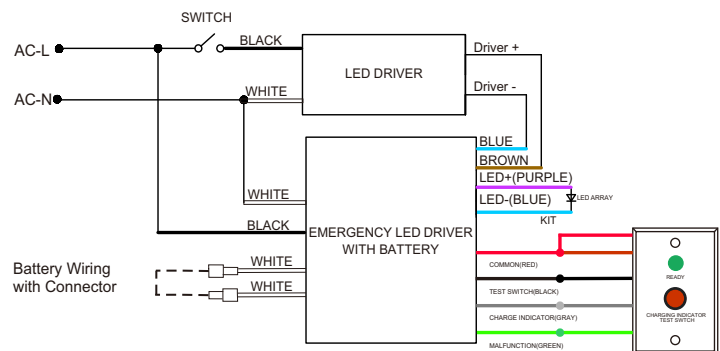 SWITCH
AC-L
BLACK
LED DRIVER
Driver +
AC-N
WHITE
Driver -
BLUE
BROWN
LED+(PURPLE)
LED ARRAY
WHITE
LED-(BLUE)
KIT
BLACK
EMERGENCY LED DRIVER
WITH BATTERY
Battery Wiring
with Connector
WHITE
WHITE
COMMON(RED)
READY
TEST SWITCH(BLACK)
CHARGE INDICATOR(GRAY)
CHARGING INDICATOR
TEST SWITCH
MALFUNCTION(GREEN)